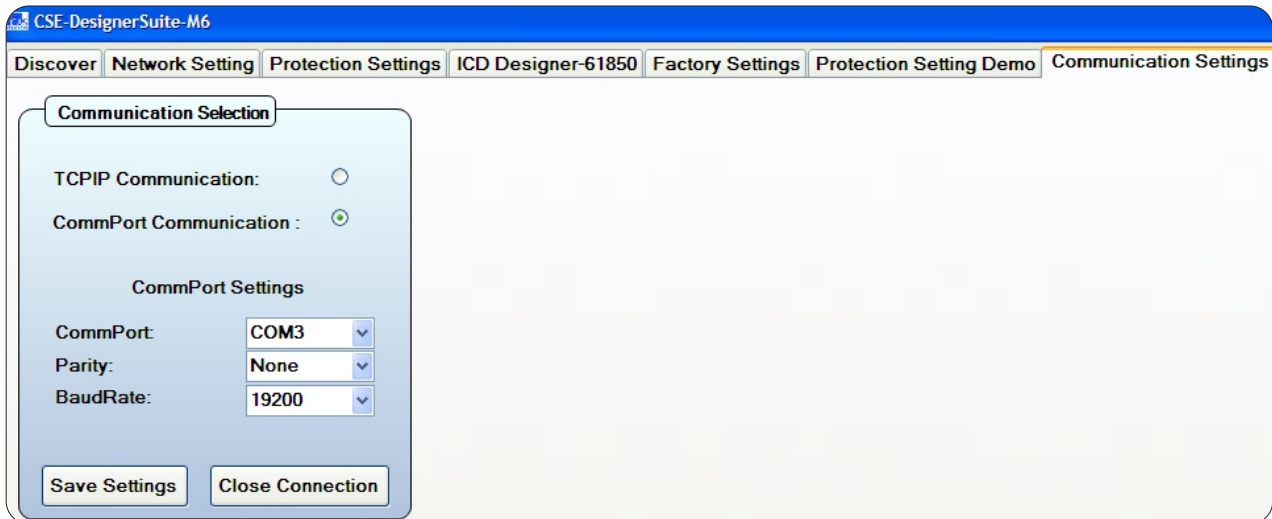 CSE-DesignerSuite-M6
Discover Network Setting Protection Settings ICD Designer-61850 Factory Settings Protection Setting Demo Communication Settings
Communication Selection
TCPIP Communication:
CommPort Communication :
CommPort Settings
CommPort: COM3
Parity: None
BaudRate: 19200
Save Settings Close Connection